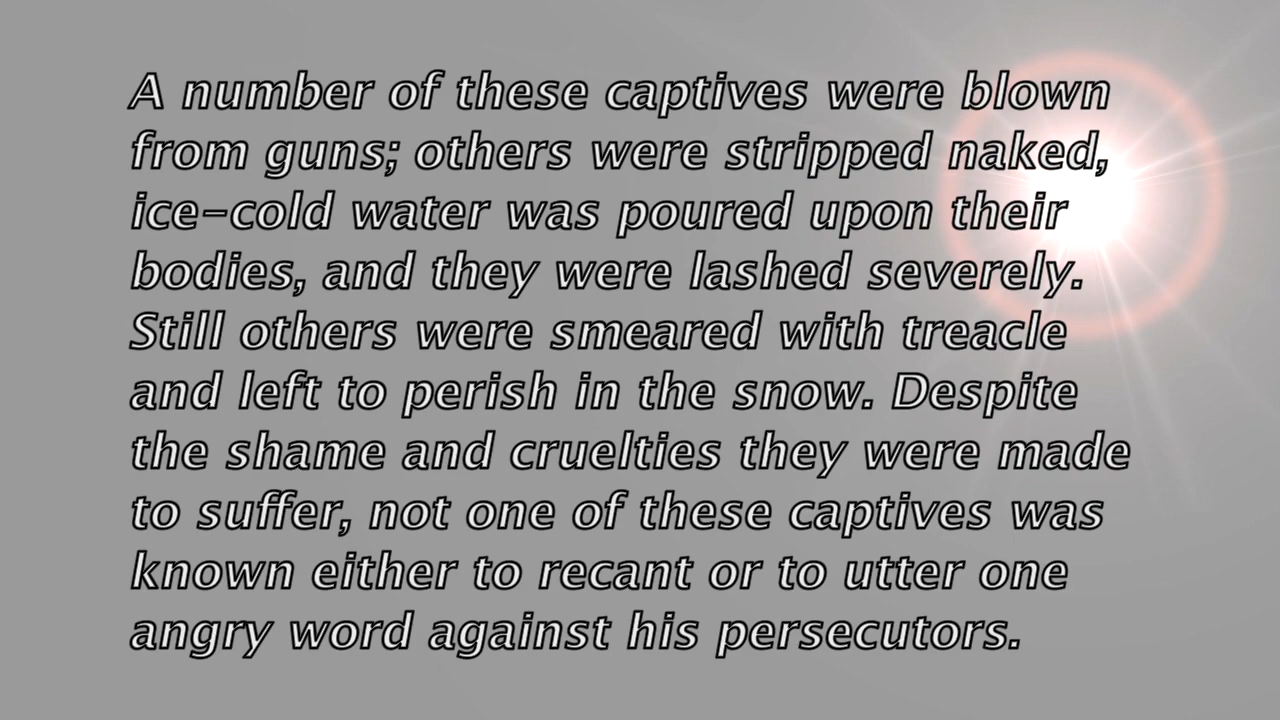 A number of these captives were blown
from guns; others were stripped naked,
ice-cold water was poured upon their
bodies, and they were lashed severely.
Still others were smeared with treacle
and left to perish in the snow. Despite
the shame and cruelties they were made
to suffer, not one of these captives was
known either to recant or to utter one
angry word against his persecutors.